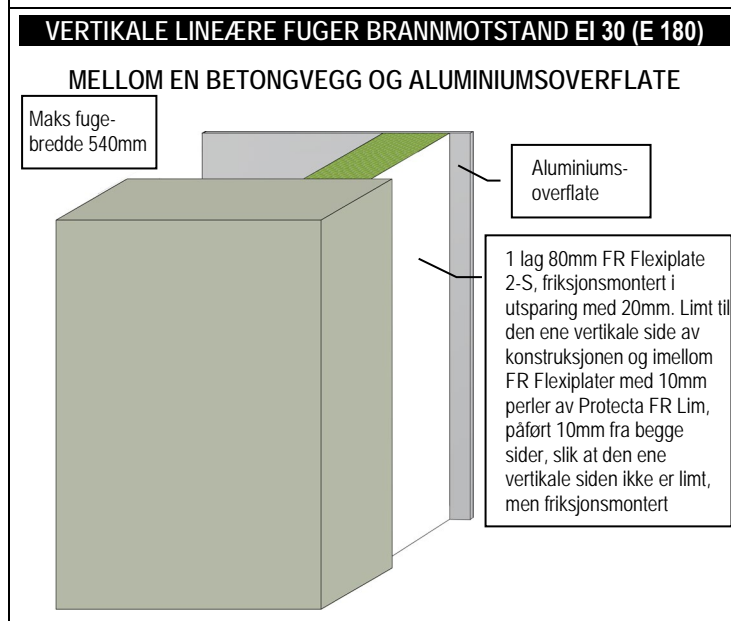 VERTIKALE LINEÆRE FUGER BRANNMOTSTAND EI 30 (E 180)
MELLOM EN BETONGVEGG OG ALUMINIUMSOVERFLATE
Maks fuge-
bredde 540mm
Aluminiums-
overflate
1 lag 80mm FR Flexiplate
2-S, friksjonsmontert i
utsparing med 20mm. Limt til
den ene vertikale side av
konstruksjonen og imellom
FR Flexiplater med 10mm
perler av Protecta FR Lim,
påført 10mm fra begge
sider, slik at den ene
vertikale siden ikke er limt,
men friksjonsmontert